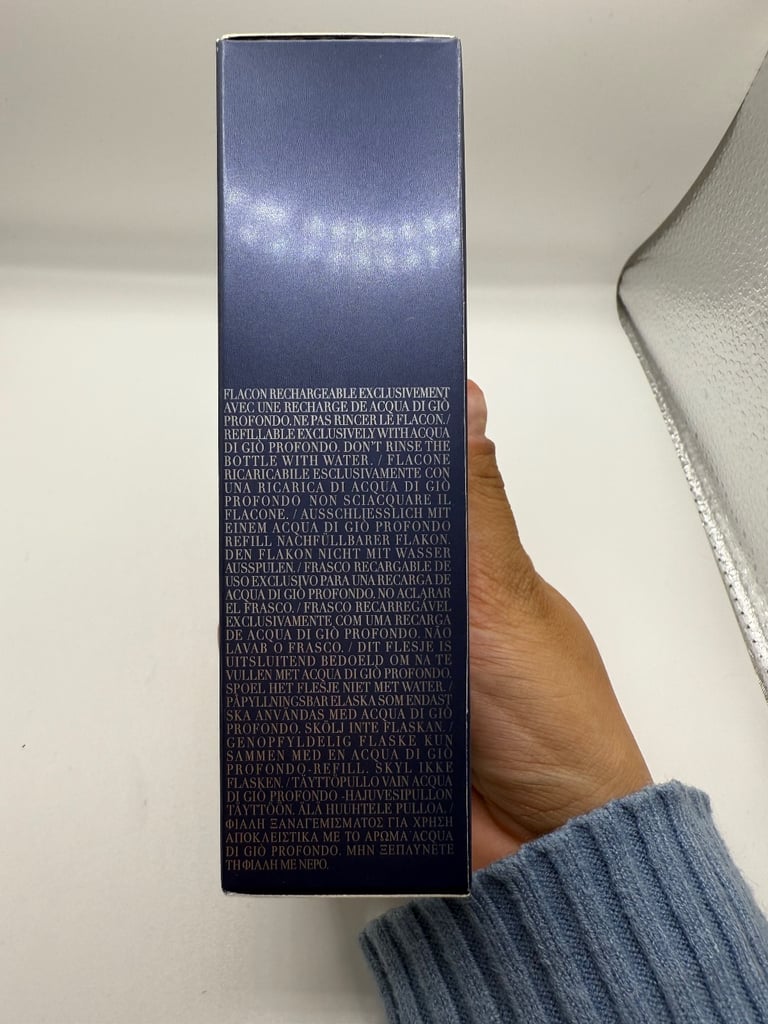 FLACON RECHARGEABLE EXCLUSIVEMENT
AVEC UNE RECHARGE DE ACQUA DI GIÒ
PROFONDO. NE PAS RINCER LE FLACON. /
REFILLABLE EXCLUSIVELY WITH ACQUA
DI GIÒ PROFONDO. DON'T RINSE THE
BOTTLE WITH WATER. / FLACONE
RICARICABILE ESCLUSIVAMENTE CON
UNA RICARICA DI ACQUA DI GIÒ
PROFONDO NON SCIACQUARE IL
FLACONE. / AUSSCHLIESSLICH MIT
EINEM ACQUA DI GIÒ PROFONDO
REFILL NACHFÜLLBARER FLAKON.
DEN FLAKON NICHT MIT WASSER
AUSSPULEN. / FRASCO RECARGABLE DE
USO EXCLUSIVO PARA UNA RECARGA DE
ACQUA DI GIÒ PROFONDO. NO ACLARAR
EL FRASCO. / FRASCO RECARREGÁVEL
EXCLUSIVAMENTE COM UMA RECARGA
DE ACQUA DI GIÒ PROFONDO. NÃO
LAVAB O FRASCO. / DIT FLESJE IS
UITSLUITEND BEDOELD OM NA TE
VULLEN MET ACQUA DI GIÒ PROFONDO.
SPOEL HET FLESJE NIET MET WATER. /
PÅPYLLNINGSBAR ELASKA SOM ENDAST
SKA ANVÄNDAS MED ACQUA DI GIÒ
PROFONDO. SKÖLJ INTE FLASKAN. /
GENOPFYLDELIG FLASKE KUN
SAMMEN MED EN ACQUA DI GIÒ
PROFONDO-REFILL. SKYL IKKE
FLASKEN. / TÄYTTÖPULLO VAIN ACQUA
DI GIÒ PROFONDO -HAJUVESIPULLON
TÄYTTÖÖN. ÄLÄ HUUHTELE PULLOA. /
ΦΙΑΛΗ ΞΑΝΑΓΕΜΙΣΜΑΤΟΣ ΓΙΑ ΧΡΗΣΗ
ΑΠΟΚΛΕΙΣΤΙΚΑ ΜΕ ΤΟ ΑΡΩΜΑ ACQUA
DI GIÒ PROFONDO. ΜΗΝ ΞΕΠΛΥΝΕΤΕ
ΤΗ ΦΙΑΛΗ ΜΕ ΝΕΡΟ.